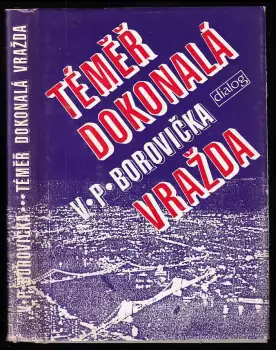 V·P·BOROVIČKA···TÉMĚŘ DOKONALÁ VRAŽDA
TÉMĚŘ
DOKONALÁ
dialog
V·P·BOROVIČKA
VRAŽDA